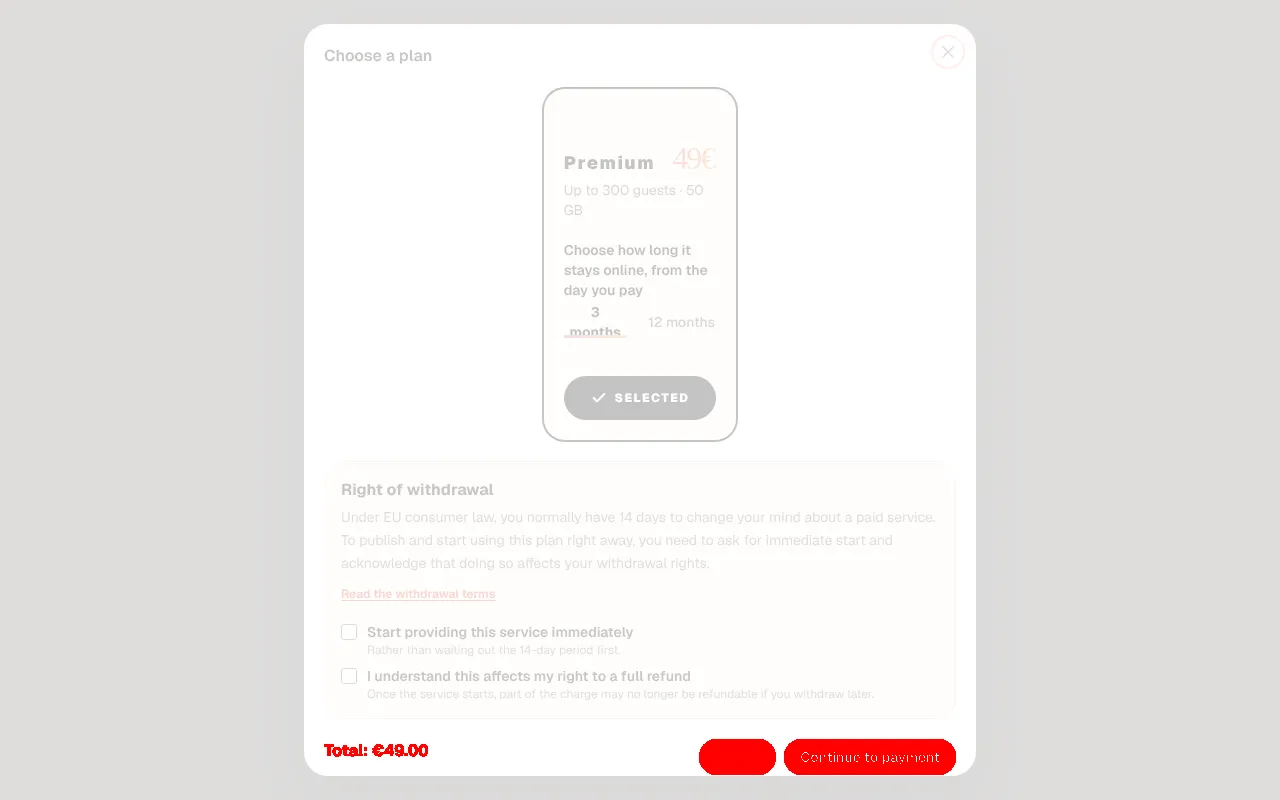 Choose a plan
Premium 49€
Up to 300 guests · 50
GB
Choose how long it
stays online, from the
day you pay
3
months
12 months
SELECTED
Right of withdrawal
Under EU consumer law, you normally have 14 days to change your mind about a paid service.
To publish and start using this plan right away, you need to ask for immediate start and
acknowledge that doing so affects your withdrawal rights.
Read the withdrawal terms
Start providing this service immediately
Rather than waiting out the 14-day period first.
I understand this affects my right to a full refund
Once the service starts, part of the charge may no longer be refundable if you withdraw later.
Total: €49.00
Continue to payment